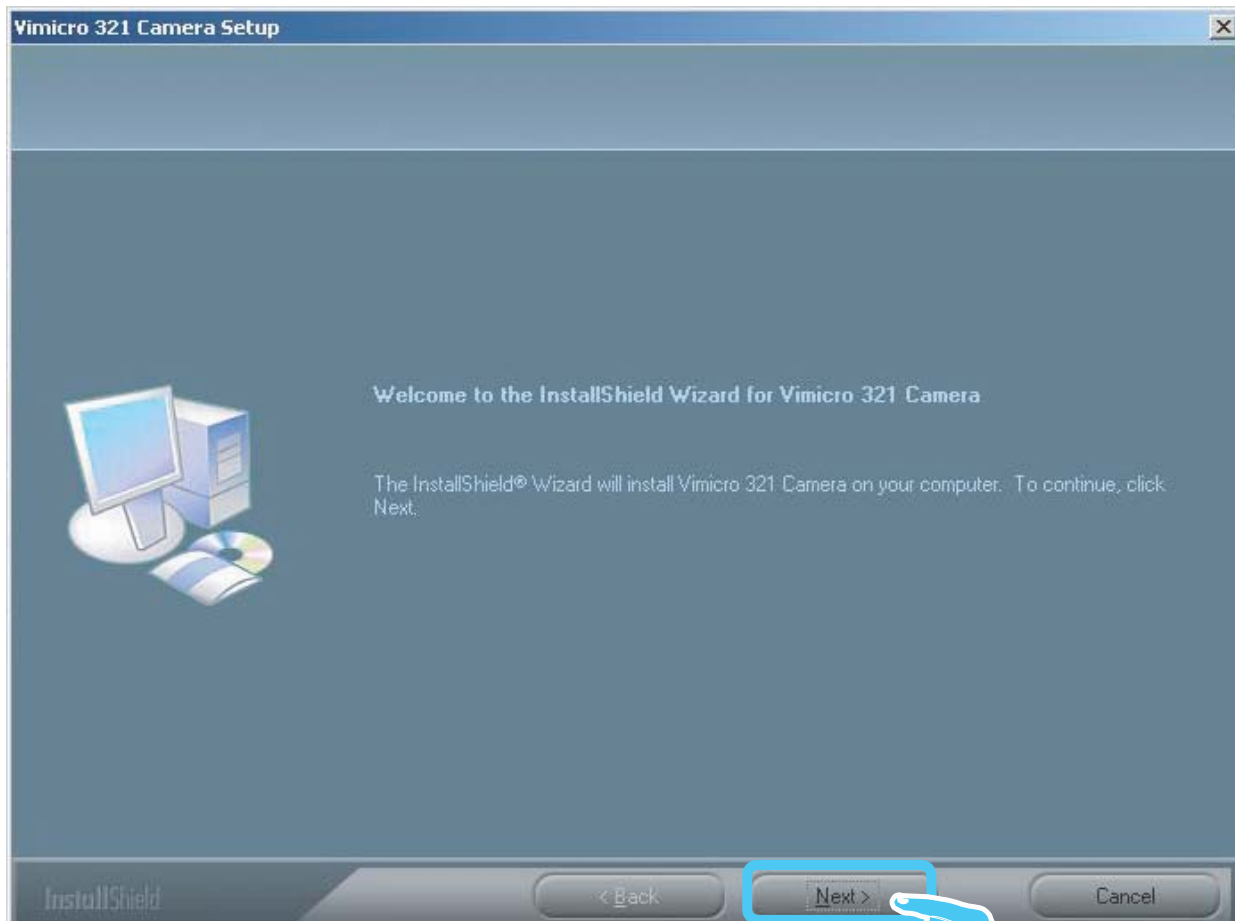 Vimicro 321 Camera Setup
Welcome to the InstallShield Wizard for Vimicro 321 Camera
The InstallShield® Wizard will install Vimicro 321 Camera on your computer. To continue, click
Next.
InstallShield
< Back
Next >
Cancel